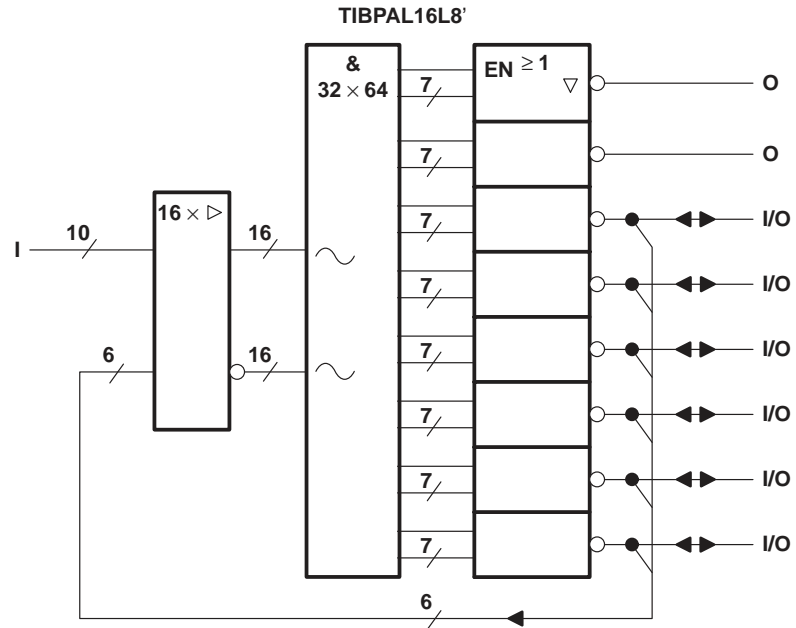 TIBPAL16L8’
&
32 × 64
EN ≥ 1 ▽
7
O
7
O
16 × ▷
7
I/O
I
10
16
7
I/O
6
16
7
I/O
7
I/O
7
I/O
7
I/O
6